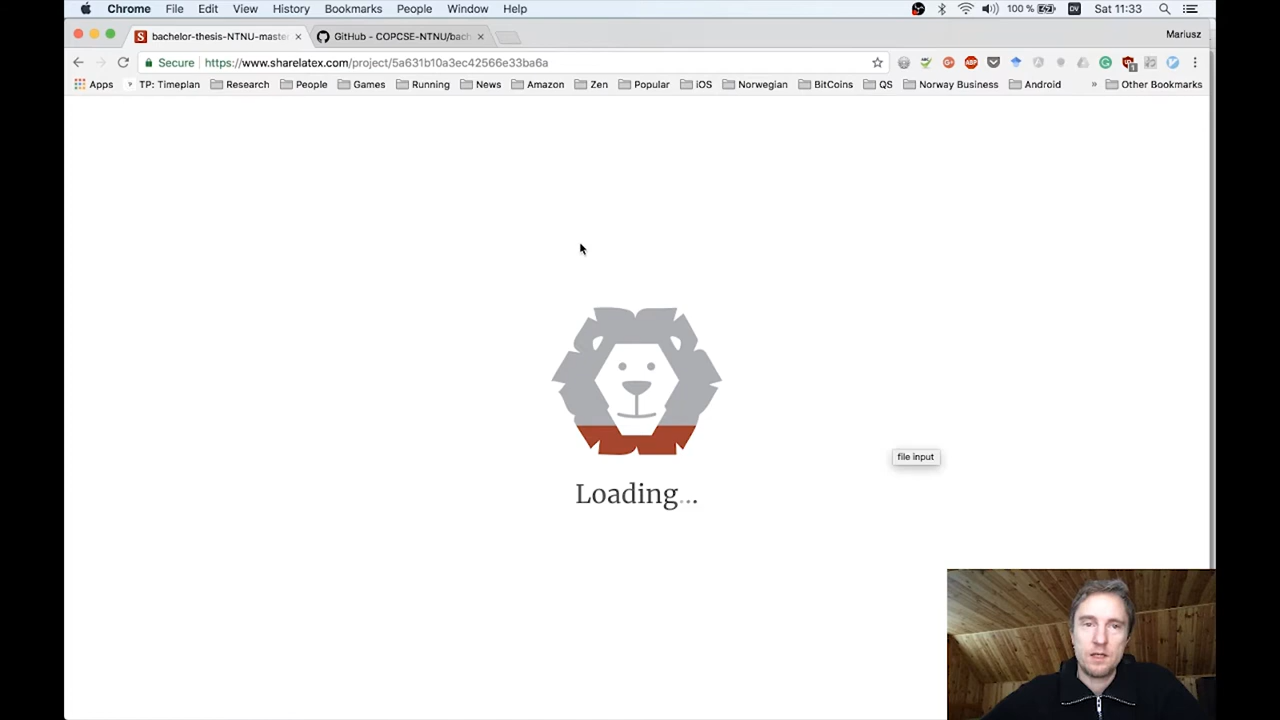 Chrome File Edit View History Bookmarks People Window Help 100 % Sat 11:33
bachelor-thesis-NTNU-master GitHub - COPCSE-NTNU/bach Mariusz
Secure https://www.sharelatex.com/project/5a631b10a3ec42566e33ba6a
Apps TP: Timeplan Research People Games Running News Amazon Zen Popular iOS Norwegian BitCoins QS Norway Business Android » Other Bookmarks
file input
Loading...